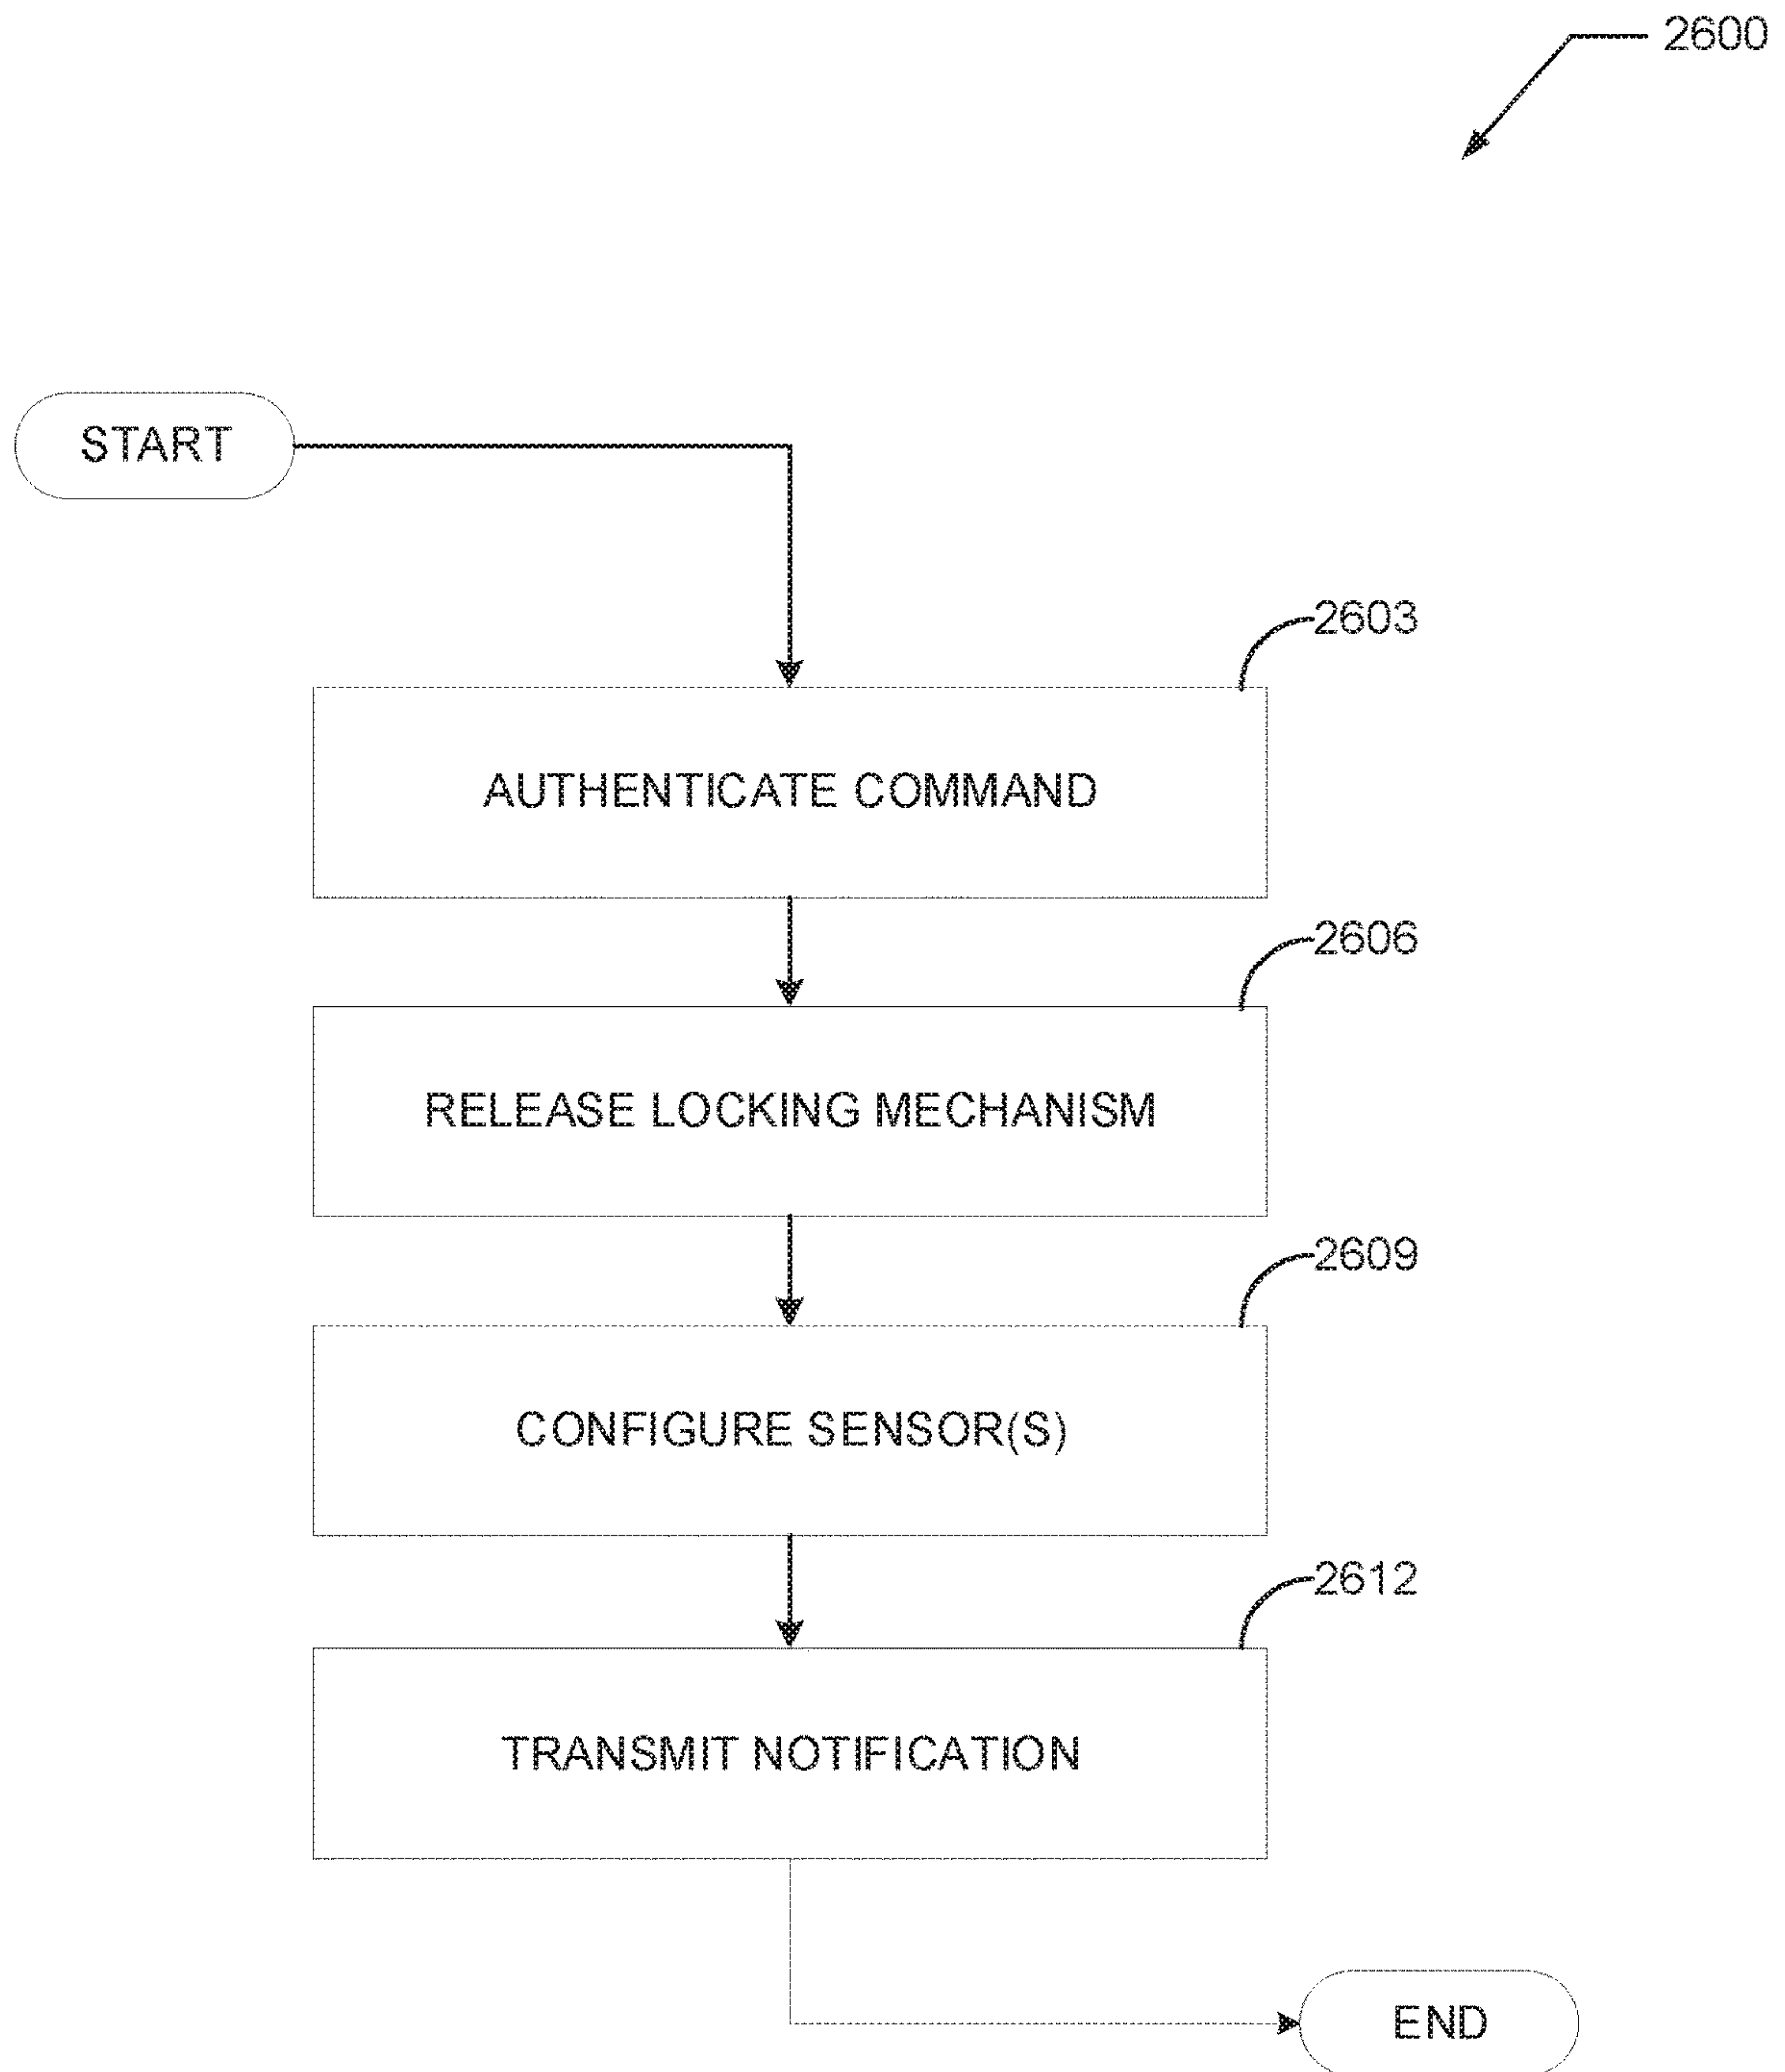 2600
START
2603
AUTHENTICATE COMMAND
2606
RELEASE LOCKING MECHANISM
2609
CONFIGURE SENSOR(S)
2612
TRANSMIT NOTIFICATION
END